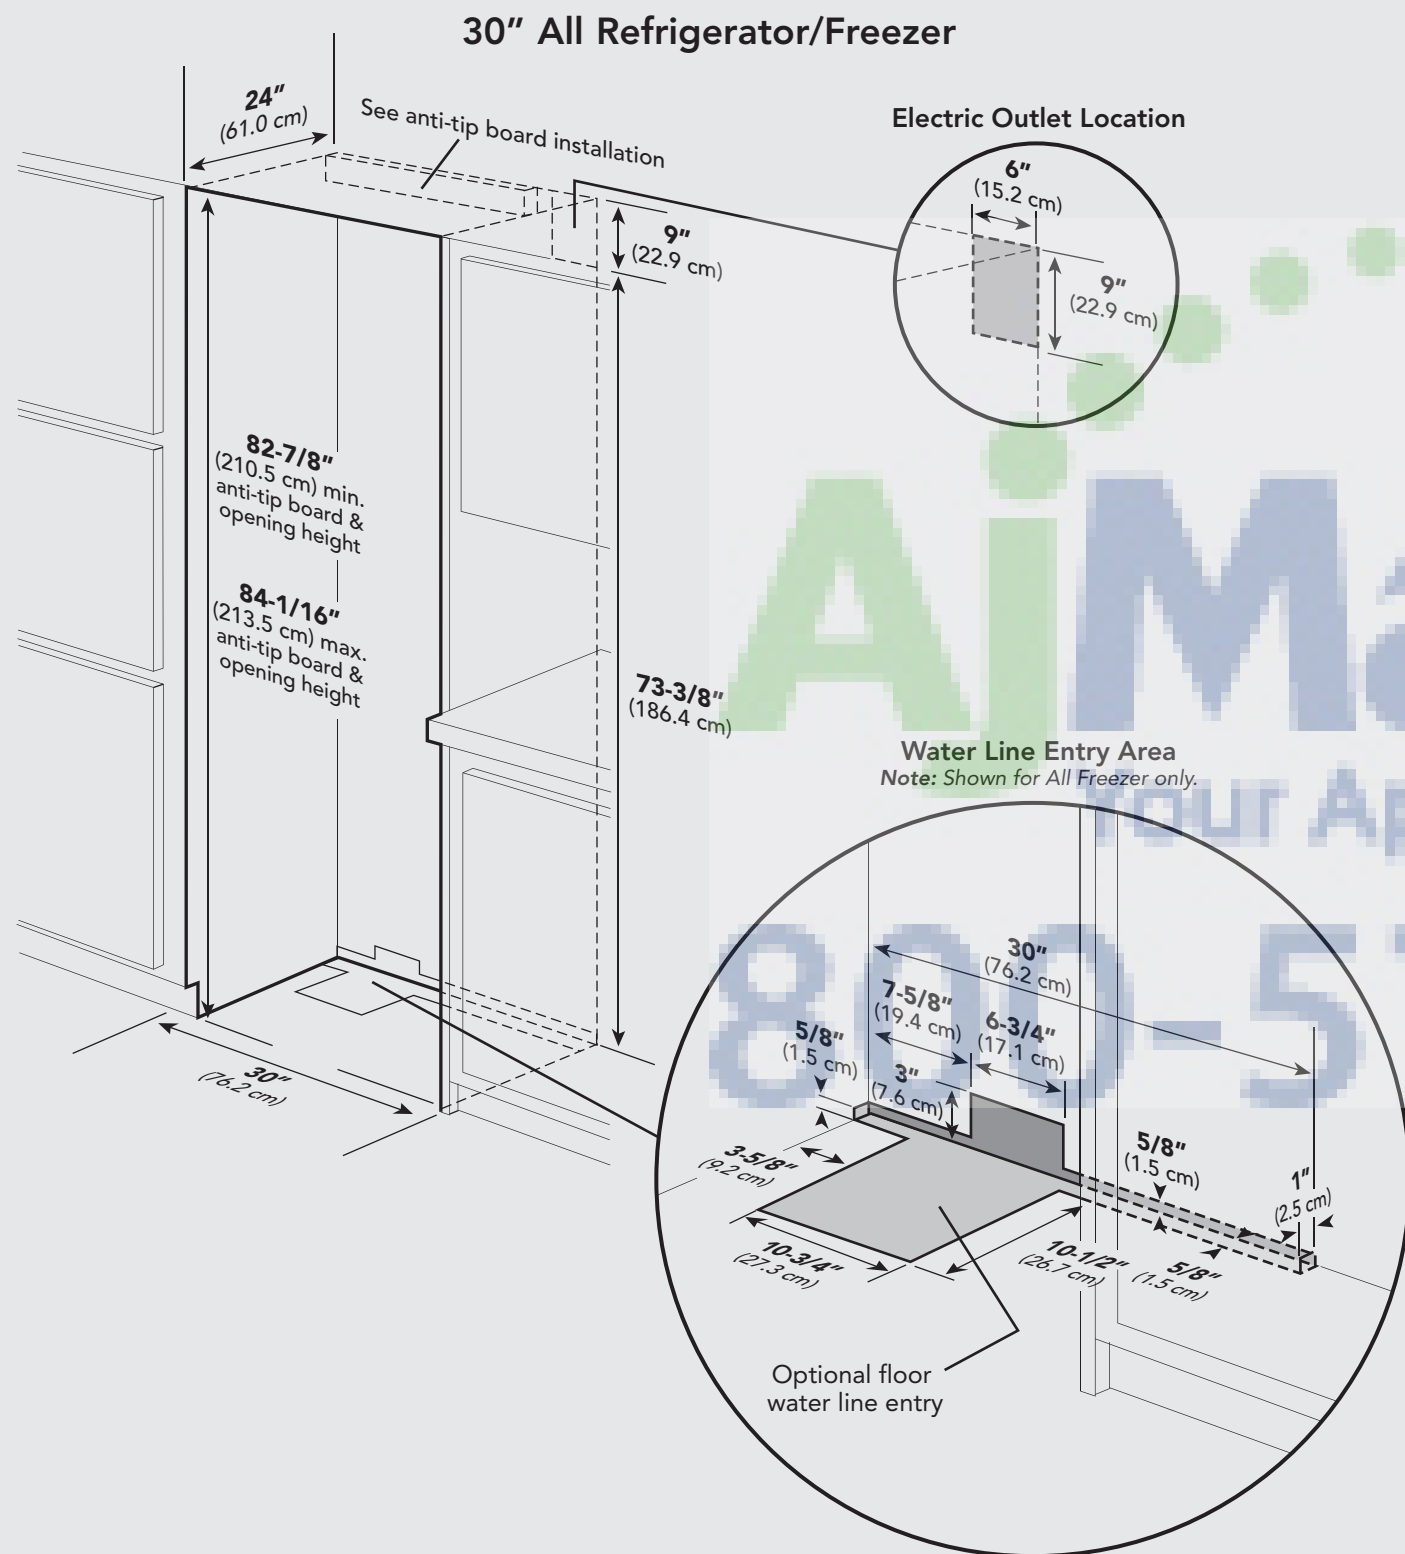 30” All Refrigerator/Freezer
24”
(61.0 cm)
See anti-tip board installation
9”
(22.9 cm)
82-7/8”
(210.5 cm) min.
anti-tip board &
opening height
84-1/16”
(213.5 cm) max.
anti-tip board &
opening height
73-3/8”
(186.4 cm)
30”
(76.2 cm)
Electric Outlet Location
6”
(15.2 cm)
9”
(22.9 cm)
AjMa
Your Ap
800-57
Water Line Entry Area
Note: Shown for All Freezer only.
30”
(76.2 cm)
7-5/8”
(19.4 cm)
6-3/4”
(17.1 cm)
5/8”
(1.5 cm)
3”
(7.6 cm)
3-5/8”
(9.2 cm)
5/8”
(1.5 cm)
1”
(2.5 cm)
10-3/4”
(27.3 cm)
10-1/2”
(26.7 cm)
5/8”
(1.5 cm)
Optional floor
water line entry